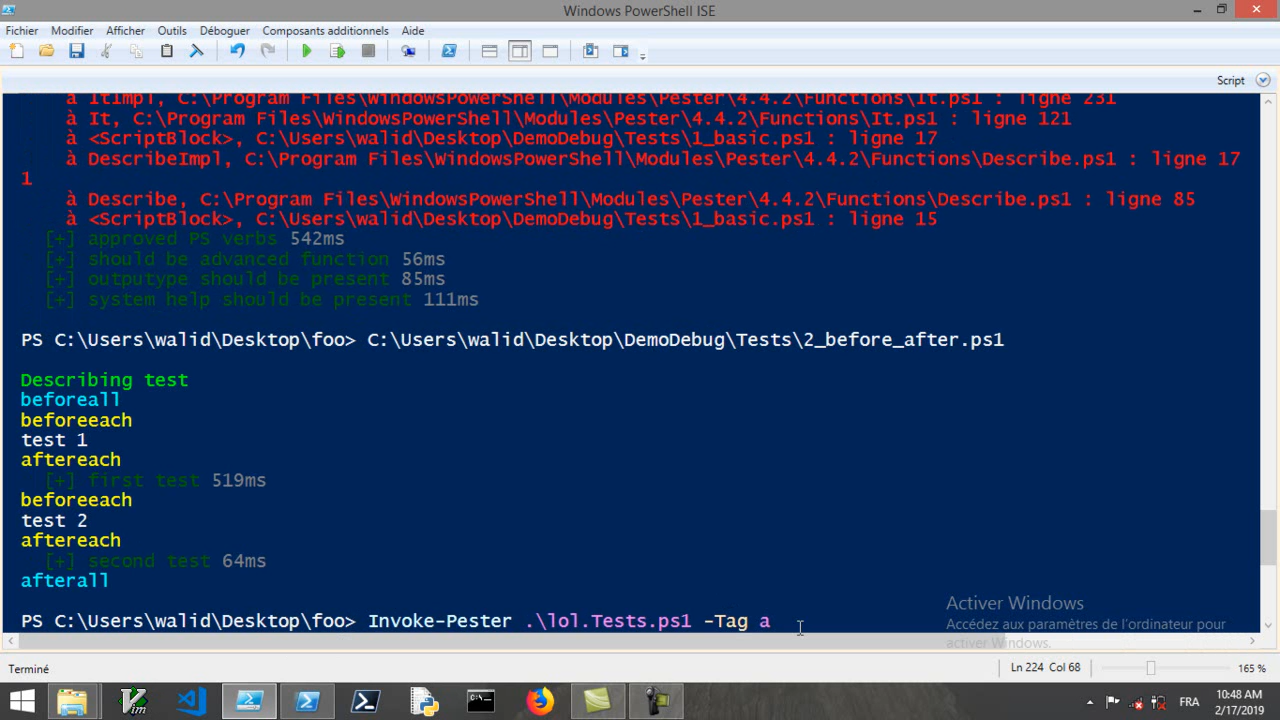 Windows PowerShell ISE
Fichier Modifier Afficher Outils Déboguer Composants additionnels Aide
Script
à ItImpl, C:\Program Files\WindowsPowerShell\Modules\Pester\4.4.2\Functions\It.ps1 : ligne 231
à It, C:\Program Files\WindowsPowerShell\Modules\Pester\4.4.2\Functions\It.ps1 : ligne 121
à <ScriptBlock>, C:\Users\walid\Desktop\DemoDebug\Tests\1_basic.ps1 : ligne 17
à DescribeImpl, C:\Program Files\WindowsPowerShell\Modules\Pester\4.4.2\Functions\Describe.ps1 : ligne 17
1
à Describe, C:\Program Files\WindowsPowerShell\Modules\Pester\4.4.2\Functions\Describe.ps1 : ligne 85
à <ScriptBlock>, C:\Users\walid\Desktop\DemoDebug\Tests\1_basic.ps1 : ligne 15
[+] approved PS verbs 542ms
[+] should be advanced function 56ms
[+] outputype should be present 85ms
[+] system help should be present 111ms
PS C:\Users\walid\Desktop\foo> C:\Users\walid\Desktop\DemoDebug\Tests\2_before_after.ps1
Describing test
beforeall
beforeeach
test 1
aftereach
[+] first test 519ms
beforeeach
test 2
aftereach
[+] second test 64ms
afterall
PS C:\Users\walid\Desktop\foo> Invoke-Pester .\lol.Tests.ps1 -Tag a
Activer Windows
Accédez aux paramètres de l'ordinateur pour
activer Windows.
Terminé
Ln 224 Col 68
165 %
FRA
10:48 AM
2/17/2019